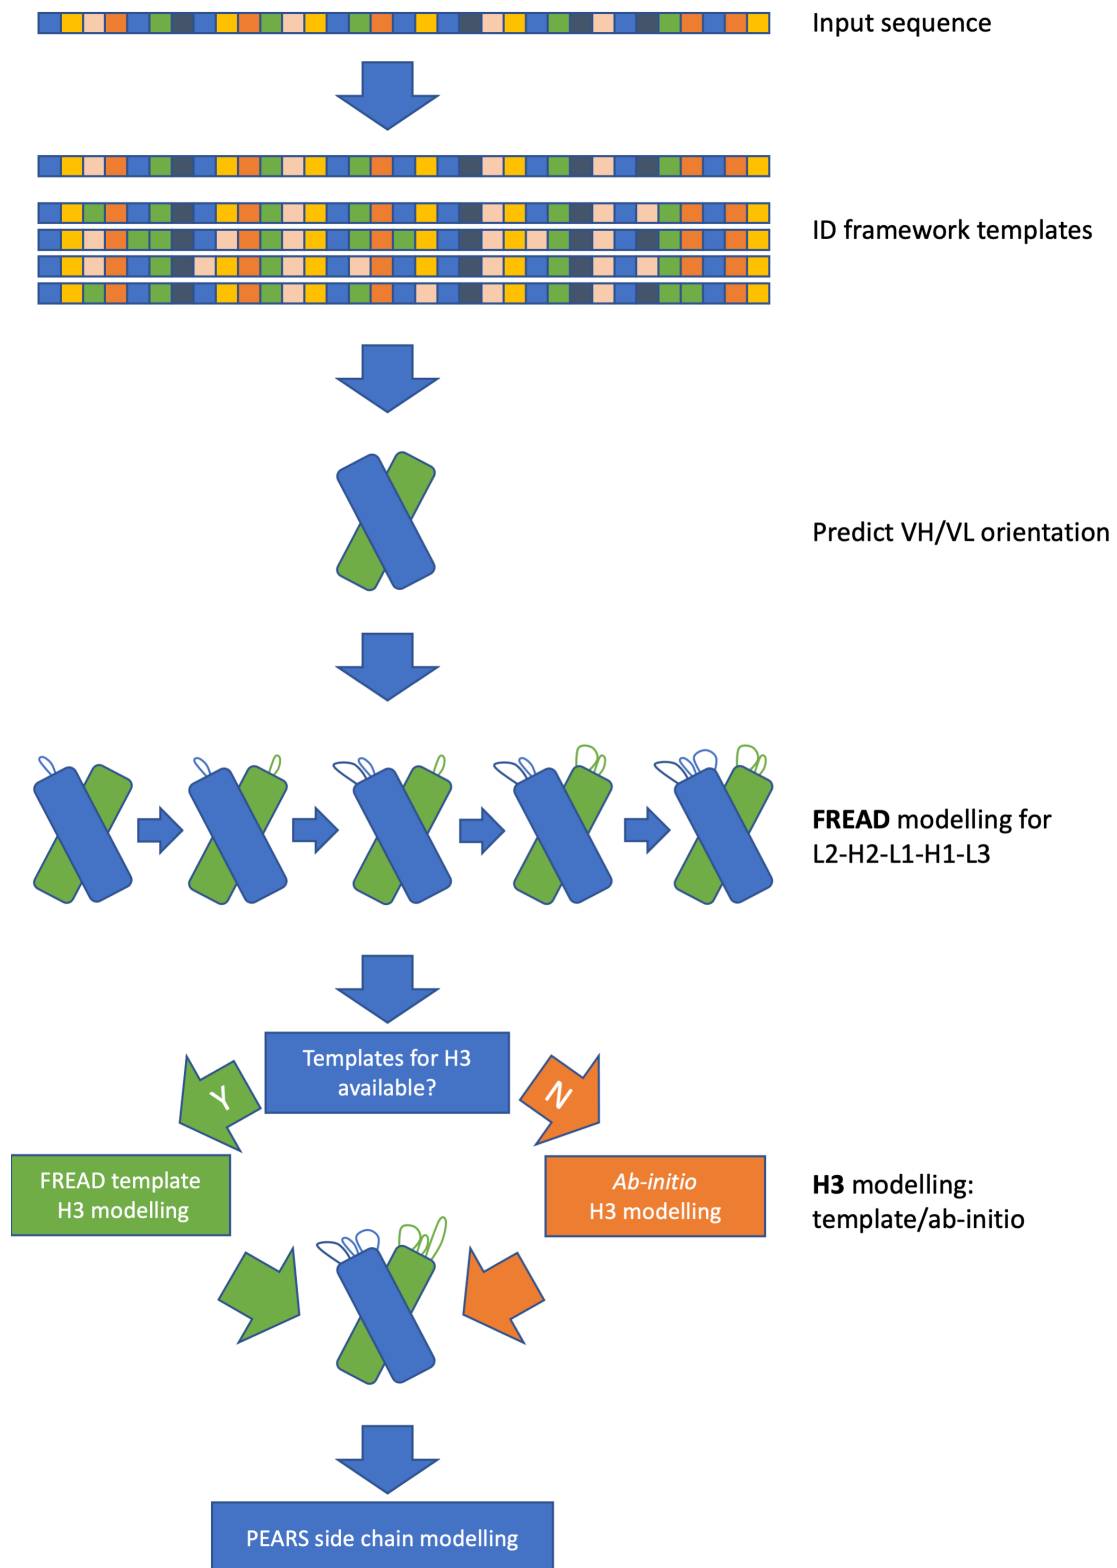 Input sequence
ID framework templates
Predict VH/VL orientation
FREAD modelling for
L2-H2-L1-H1-L3
Templates for H3
available?
Y
N
FREAD template
H3 modelling
Ab-initio
H3 modelling
H3 modelling:
template/ab-initio
PEARS side chain modelling